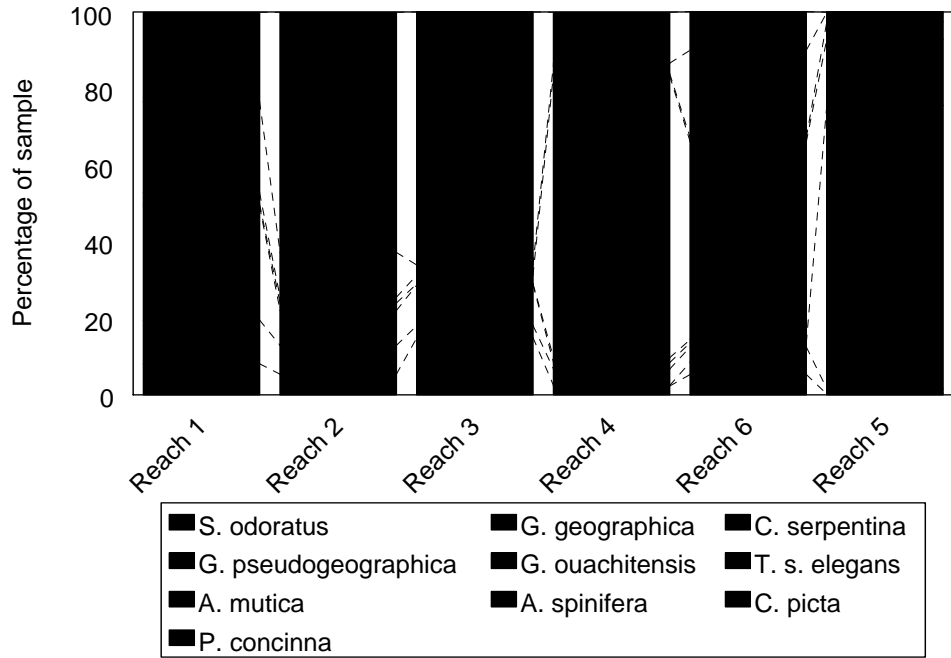 100
80
60
40
20
0
Percentage of sample
Reach 1
Reach 2
Reach 3
Reach 4
Reach 6
Reach 5
S. odoratus G. geographica C. serpentina
G. pseudogeographica G. ouachitensis T. s. elegans
A. mutica A. spinifera C. picta
P. concinna